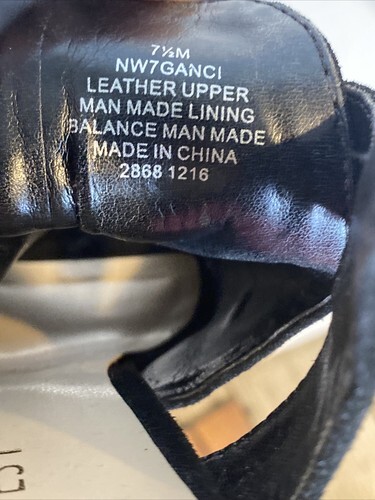 7½M
NW7GANCI
LEATHER UPPER
MAN MADE LINING
BALANCE MAN MADE
MADE IN CHINA
2868 1216